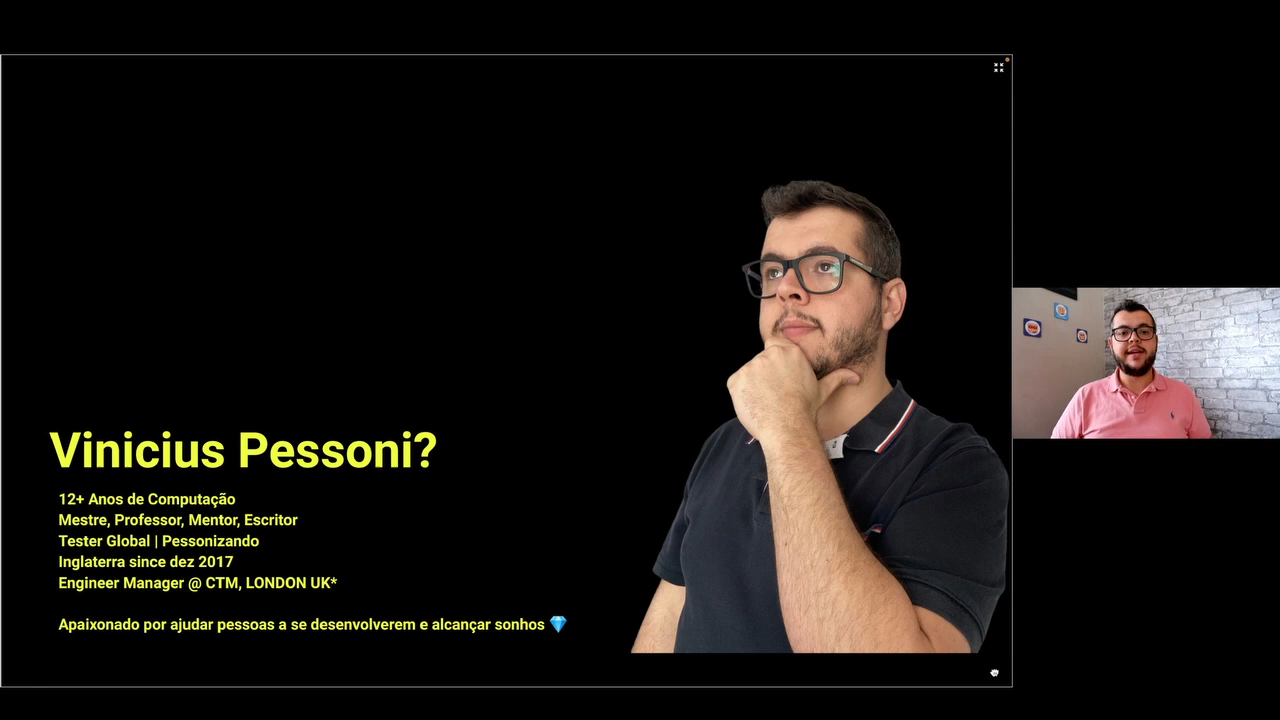 Vinicius Pessoni?
12+ Anos de Computação
Mestre, Professor, Mentor, Escritor
Tester Global | Pessonizando
Inglaterra since dez 2017
Engineer Manager @ CTM, LONDON UK*
Apaixonado por ajudar pessoas a se desenvolverem e alcançar sonhos 💎